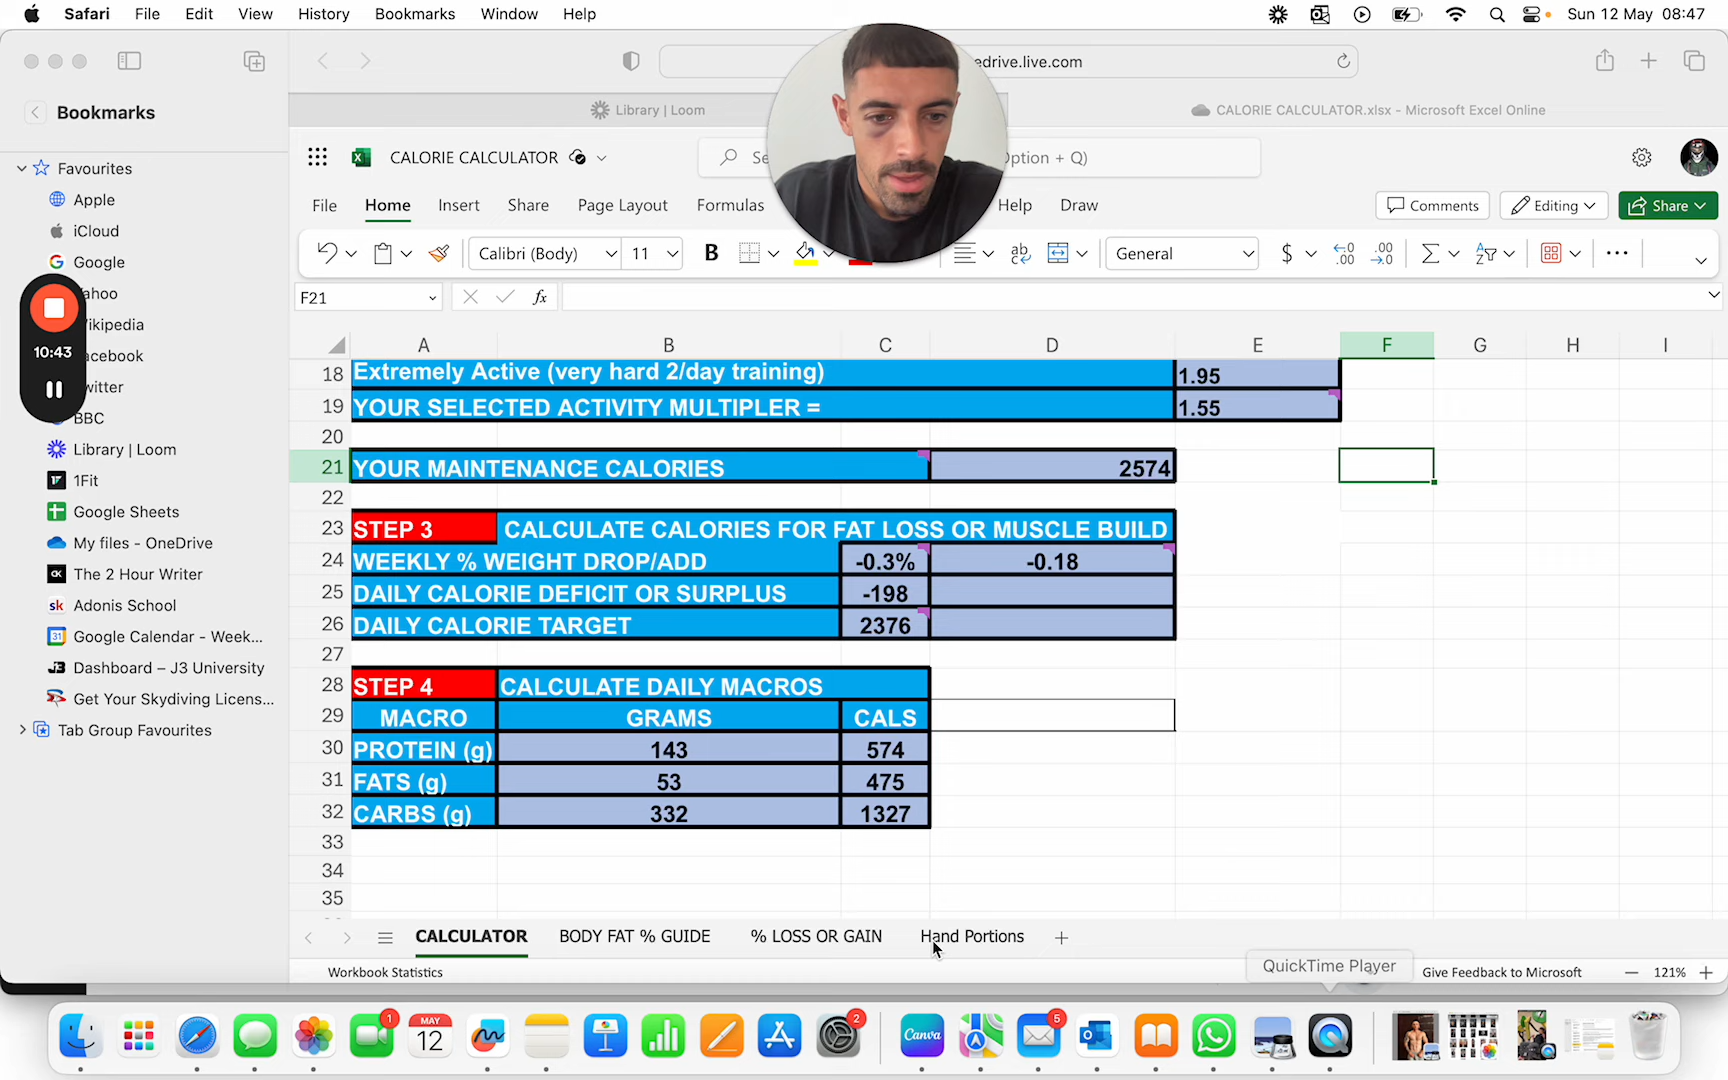 Safari File Edit View History Bookmarks Window Help Sun 12 May 08:47
edrive.live.com
Bookmarks
Library | Loom
CALORIE CALCULATOR.xlsx - Microsoft Excel Online
Favourites
Apple
iCloud
Google
ahoo
ikipedia
acebook
witter
BBC
Library | Loom
1Fit
Google Sheets
My files - OneDrive
The 2 Hour Writer
Adonis School
Google Calendar - Week...
Dashboard – J3 University
Get Your Skydiving Licens...
Tab Group Favourites
10:43
CALORIE CALCULATOR
Se
ption + Q)
File Home Insert Share Page Layout Formulas Help Draw
Comments Editing Share
Calibri (Body) 11 B General $
F21 fx
A B C D E F G H I
18 Extremely Active (very hard 2/day training) 1.95
19 YOUR SELECTED ACTIVITY MULTIPLER = 1.55
20
21 YOUR MAINTENANCE CALORIES 2574
22
23 STEP 3 CALCULATE CALORIES FOR FAT LOSS OR MUSCLE BUILD
24 WEEKLY % WEIGHT DROP/ADD -0.3% -0.18
25 DAILY CALORIE DEFICIT OR SURPLUS -198
26 DAILY CALORIE TARGET 2376
27
28 STEP 4 CALCULATE DAILY MACROS
29 MACRO GRAMS CALS
30 PROTEIN (g) 143 574
31 FATS (g) 53 475
32 CARBS (g) 332 1327
33
34
35
CALCULATOR BODY FAT % GUIDE % LOSS OR GAIN Hand Portions
Workbook Statistics
QuickTime Player
Give Feedback to Microsoft
121%
1
MAY
12
2
Canva
5